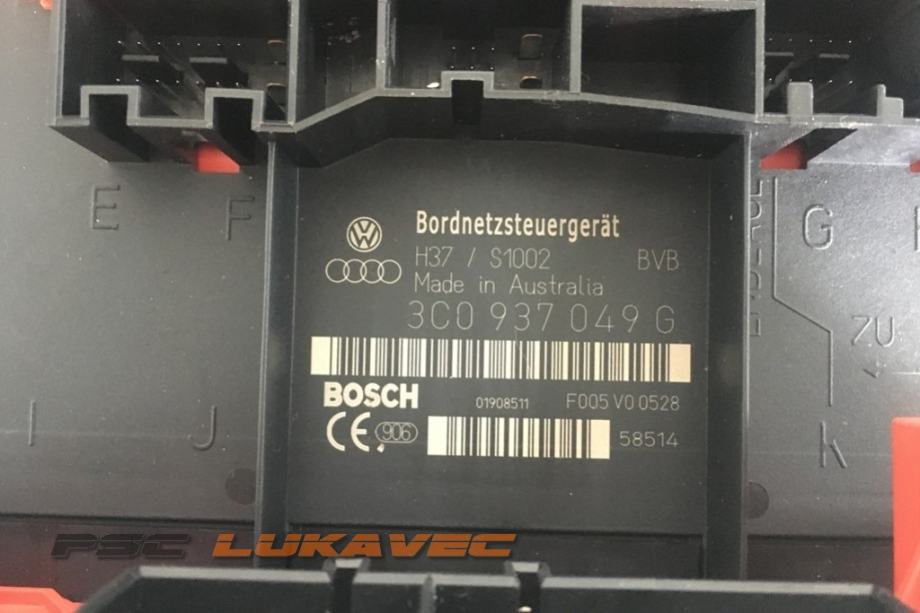 E
F
G
Bordnetzsteuergerät
H37 / S1002 BVB
Made in Australia
3C0 937 049 G
ZU
BOSCH
01908511 F005 V0 0528
CE 906
58514
I
J
K
PSC LUKAVEC